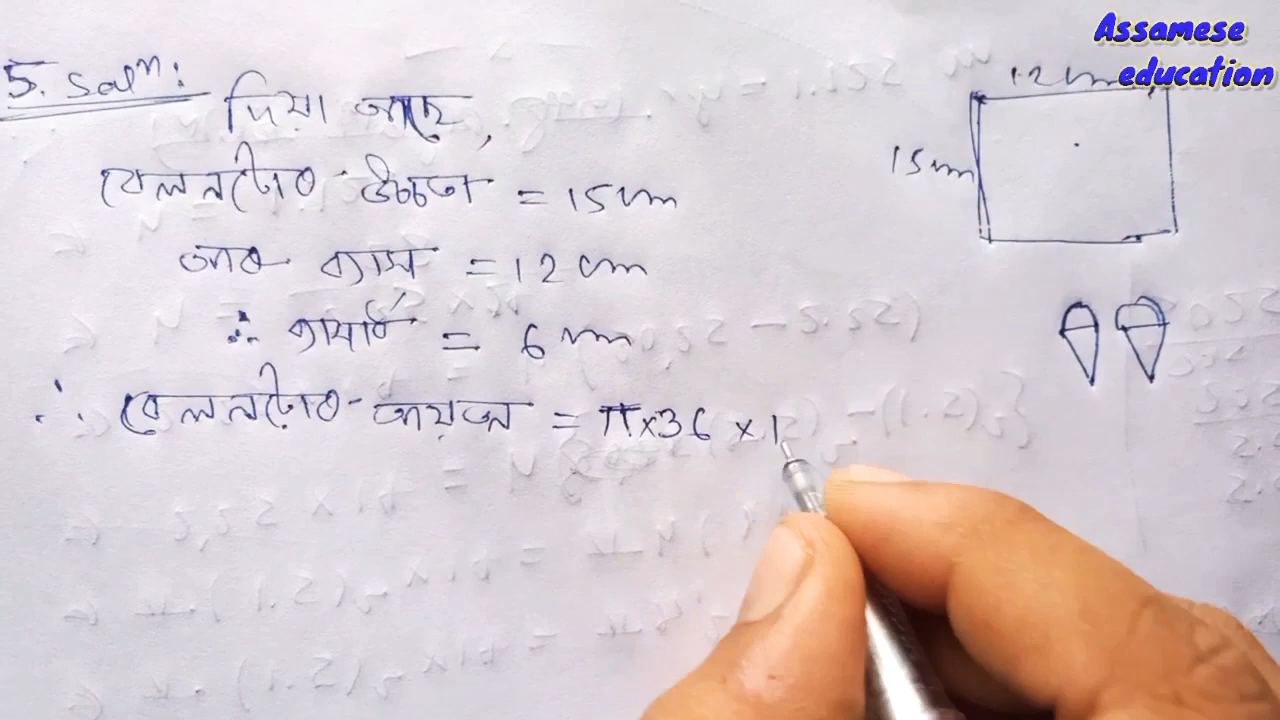 Assamese
education
5. Solⁿ:
দিয়া আছে,
12 cm
15 cm
বেলনটোৰ উচ্চতা = 15 cm
আৰু ব্যাস = 12 cm
∴ ব্যাসাৰ্ধ = 6 cm
∴ বেলনটোৰ আয়তন = π×36×1